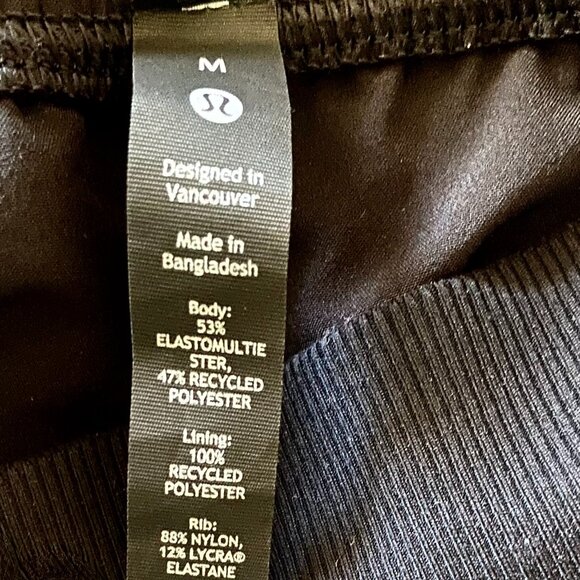 M
Designed in
Vancouver
Made in
Bangladesh
Body:
53%
ELASTOMULTIE
STER,
47% RECYCLED
POLYESTER
Lining:
100%
RECYCLED
POLYESTER
Rib:
88% NYLON,
12% LYCRA®
ELASTANE